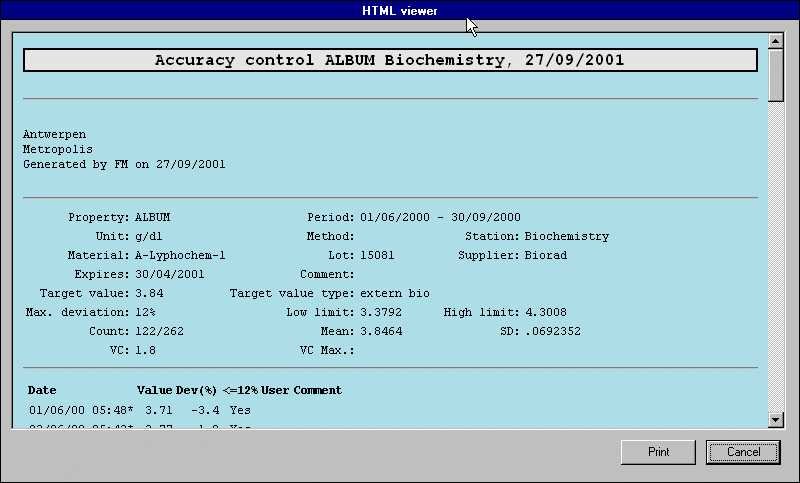 HTML viewer
Accuracy control ALBUM Biochemistry, 27/09/2001
Antwerpen
Metropolis
Generated by FM on 27/09/2001
Property: ALBUM Period: 01/06/2000 - 30/09/2000
Unit: g/dl Method: Station: Biochemistry
Material: A-Lyphochem-1 Lot: 15081 Supplier: Biorad
Expires: 30/04/2001 Comment:
Target value: 3.84 Target value type: extern bio
Max. deviation: 12% Low limit: 3.3792 High limit: 4.3008
Count: 122/262 Mean: 3.8464 SD: .0692352
VC: 1.8 VC Max.:
Date Value Dev(%) <=12% User Comment
01/06/00 05:48* 3.71 -3.4 Yes
Print Cancel